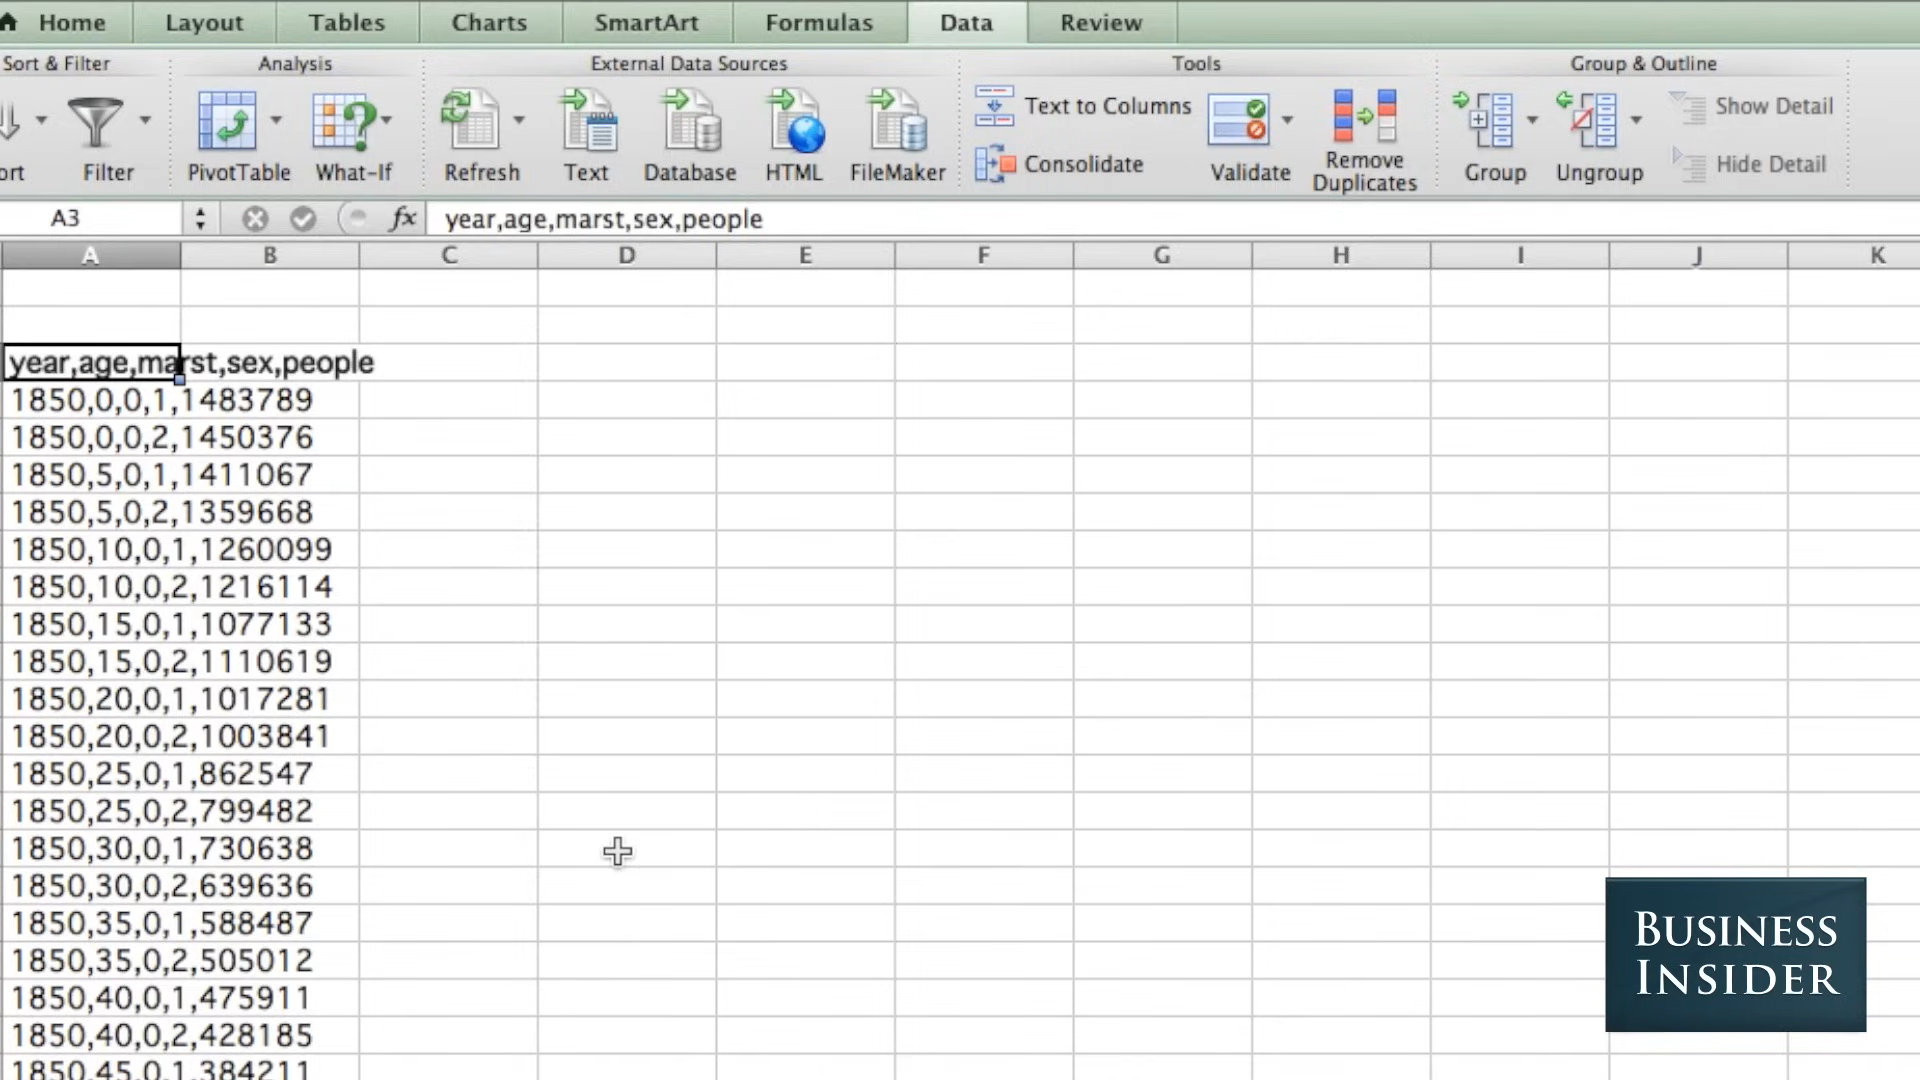 Home Layout Tables Charts SmartArt Formulas Data Review
Sort & Filter Analysis External Data Sources Tools Group & Outline
ort Filter PivotTable What-If Refresh Text Database HTML FileMaker Text to Columns Consolidate Validate Remove Duplicates Group Ungroup Show Detail Hide Detail
A3 fx year,age,marst,sex,people
A B C D E F G H I J K
year,age,marst,sex,people
1850,0,0,1,1483789
1850,0,0,2,1450376
1850,5,0,1,1411067
1850,5,0,2,1359668
1850,10,0,1,1260099
1850,10,0,2,1216114
1850,15,0,1,1077133
1850,15,0,2,1110619
1850,20,0,1,1017281
1850,20,0,2,1003841
1850,25,0,1,862547
1850,25,0,2,799482
1850,30,0,1,730638
1850,30,0,2,639636
1850,35,0,1,588487
1850,35,0,2,505012
1850,40,0,1,475911
1850,40,0,2,428185
1850,45,0,1,384211
BUSINESS
INSIDER